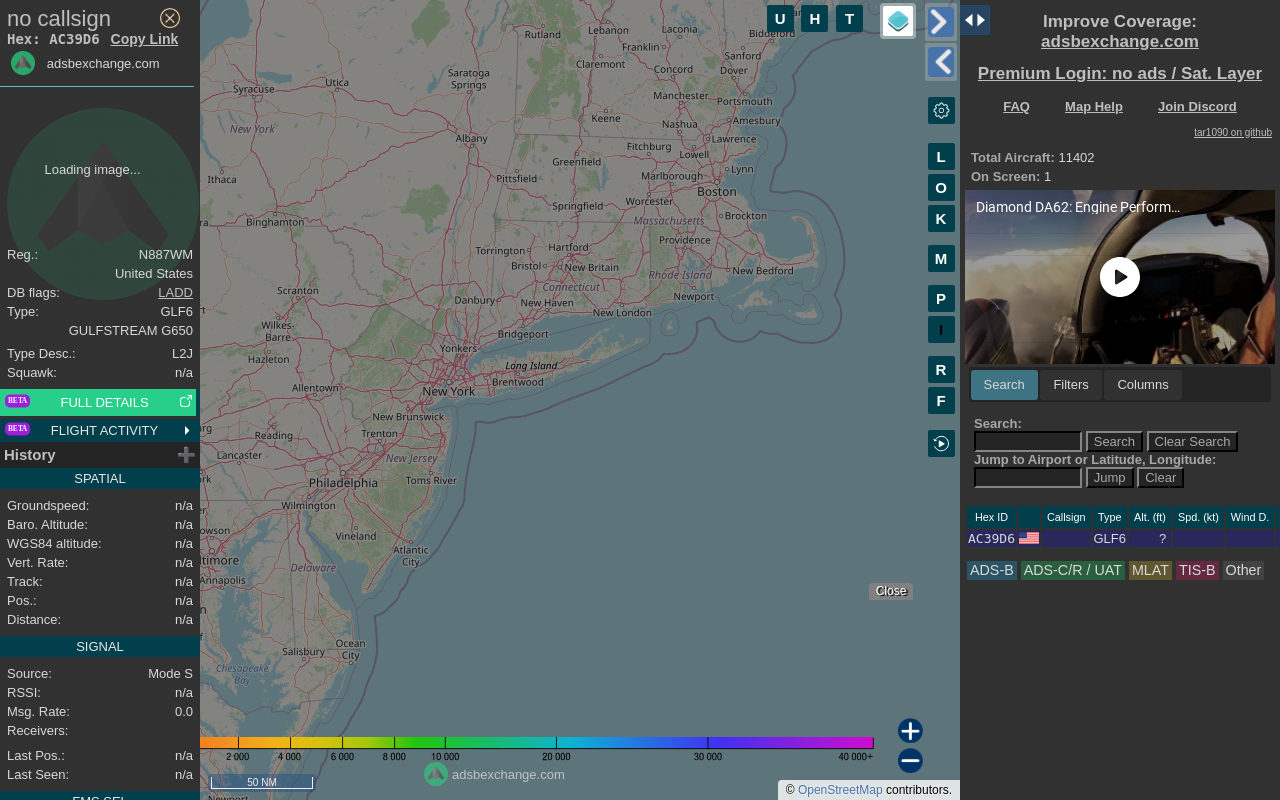 no callsign
Hex: AC39D6 Copy Link
adsbexchange.com
Loading image...
Reg.: N887WM
United States
DB flags: LADD
Type: GLF6
GULFSTREAM G650
Type Desc.: L2J
Squawk: n/a
BETA FULL DETAILS
BETA FLIGHT ACTIVITY
History
SPATIAL
Groundspeed: n/a
Baro. Altitude: n/a
WGS84 altitude: n/a
Vert. Rate: n/a
Track: n/a
Pos.: n/a
Distance: n/a
SIGNAL
Source: Mode S
RSSI: n/a
Msg. Rate: 0.0
Receivers:
Last Pos.: n/a
Last Seen: n/a
FMS SEL
U H T
Rutland
Lebanon
Laconia
Biddeford
Franklin
Sanford
Claremont
Concord
Dover
Saratoga
Springs
Utica
Syracuse
Manchester
Portsmouth
Keene
Nashua
Amesbury
New York
Albany
Fitchburg
Lawrence
Greenfield
Lowell
Lynn
Ithaca
Pittsfield
Marlborough
Boston
Springfield
Worcester
Binghamton
Massachusetts
Brockton
Torrington
Hartford
Providence
Bristol
New Britain
Rhode Island
New Bedford
Connecticut
Scranton
Danbury
New Haven
Newport
New London
Wilkes-
Barre
Bridgeport
Yonkers
Hazleton
Long Island
Brentwood
Allentown
New York
New Brunswick
Reading
Trenton
Lancaster
New Jersey
Philadelphia
Toms River
Wilmington
Vineland
Atlantic
City
Annapolis
Delaware
Ocean
City
Salisbury
Chesapeake
Bay
Newport
L
O
K
M
P
I
R
F
Close
2 000 4 000 6 000 8 000 10 000 20 000 30 000 40 000+
adsbexchange.com
50 NM
© OpenStreetMap contributors.
Improve Coverage:
adsbexchange.com
Premium Login: no ads / Sat. Layer
FAQ Map Help Join Discord
tar1090 on github
Total Aircraft: 11402
On Screen: 1
Diamond DA62: Engine Perform...
Search Filters Columns
Search:
Search Clear Search
Jump to Airport or Latitude, Longitude:
Jump Clear
Hex ID Callsign Type Alt. (ft) Spd. (kt) Wind D.
AC39D6 GLF6 ?
ADS-B ADS-C/R / UAT MLAT TIS-B Other